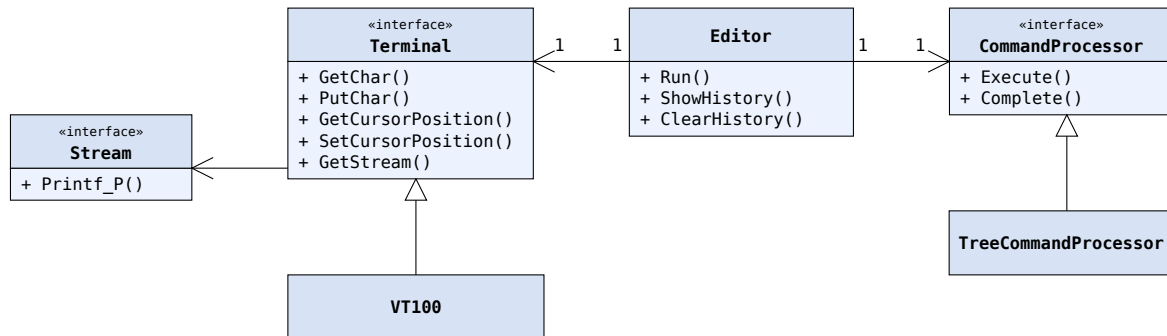 «interface»
Stream
+ Printf_P()
«interface»
Terminal
+ GetChar()
+ PutChar()
+ GetCursorPosition()
+ SetCursorPosition()
+ GetStream()
VT100
1
1
Editor
+ Run()
+ ShowHistory()
+ ClearHistory()
1
1
«interface»
CommandProcessor
+ Execute()
+ Complete()
TreeCommandProcessor